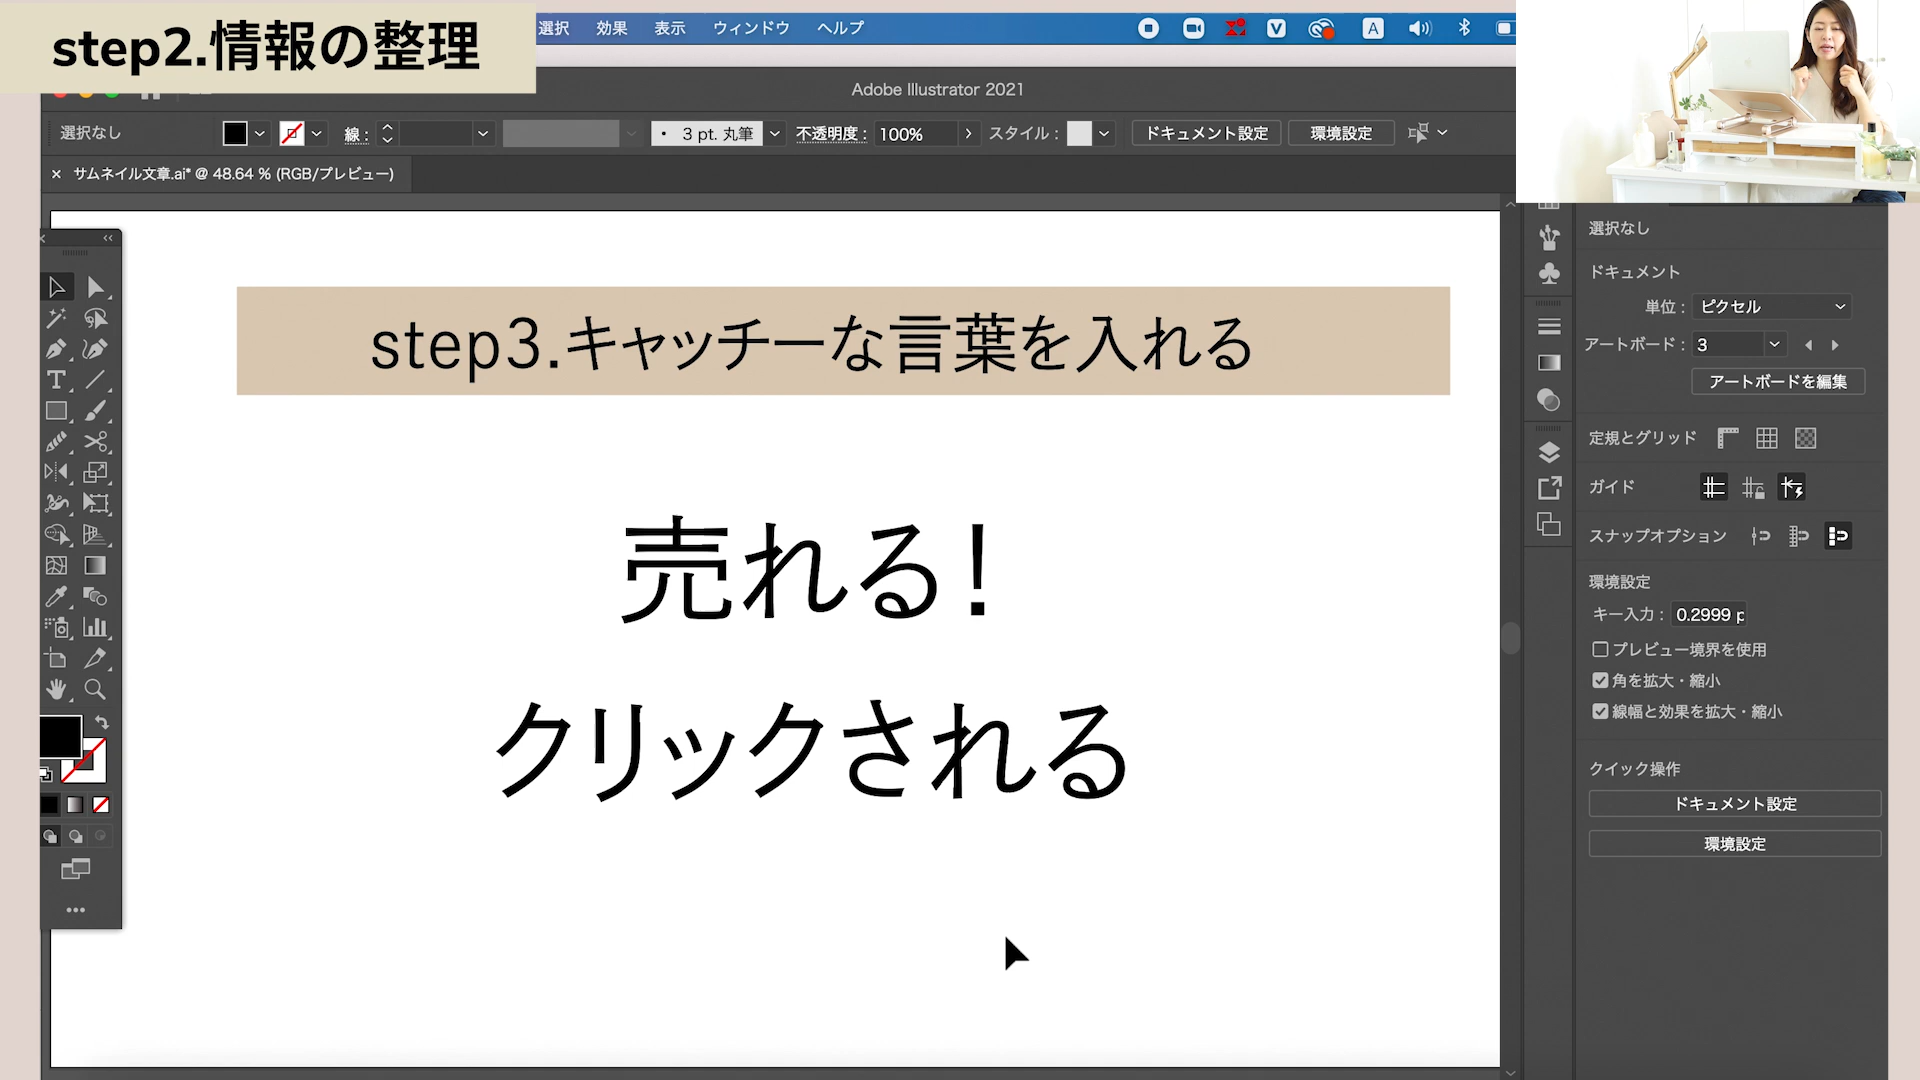 step2.情報の整理
選択 効果 表示 ウィンドウ ヘルプ
Adobe Illustrator 2021
選択なし 線： 3 pt. 丸筆 不透明度： 100% スタイル： ドキュメント設定 環境設定
× サムネイル文章.ai* @ 48.64 % (RGB/プレビュー)
step3.キャッチーな言葉を入れる
売れる！
クリックされる
選択なし
ドキュメント
単位： ピクセル
アートボード： 3
アートボードを編集
定規とグリッド
ガイド
スナップオプション
環境設定
キー入力： 0.2999 p
プレビュー境界を使用
角を拡大・縮小
線幅と効果を拡大・縮小
クイック操作
ドキュメント設定
環境設定